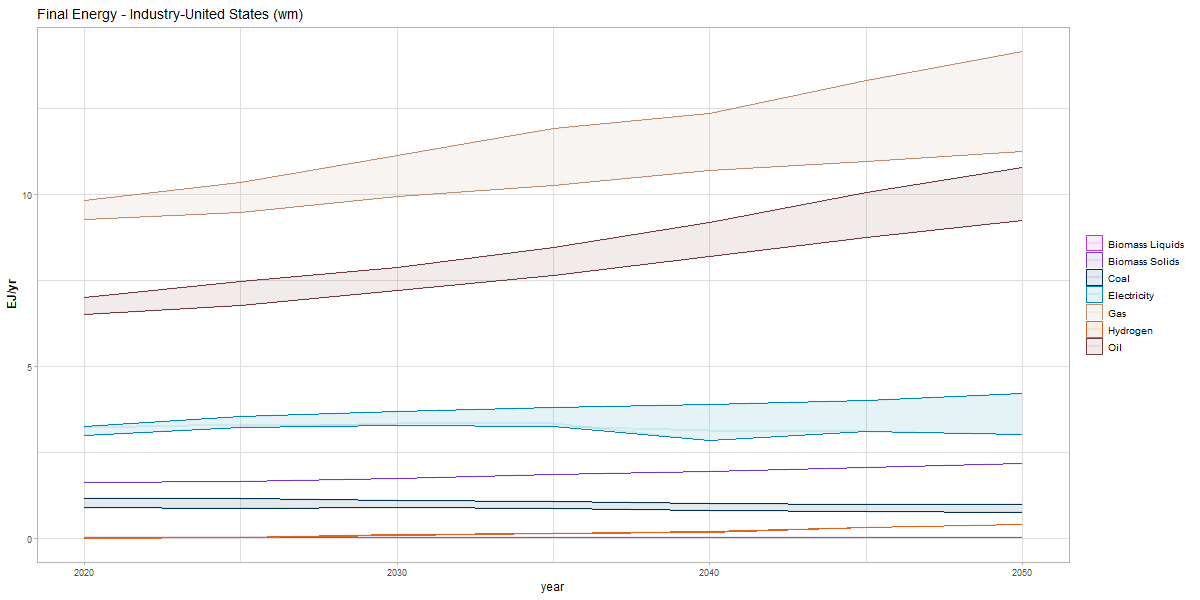 Final Energy - Industry-United States (wm)
10
5
0
EJ/yr
2020
2030
2040
2050
year
Biomass Liquids
Biomass Solids
Coal
Electricity
Gas
Hydrogen
Oil